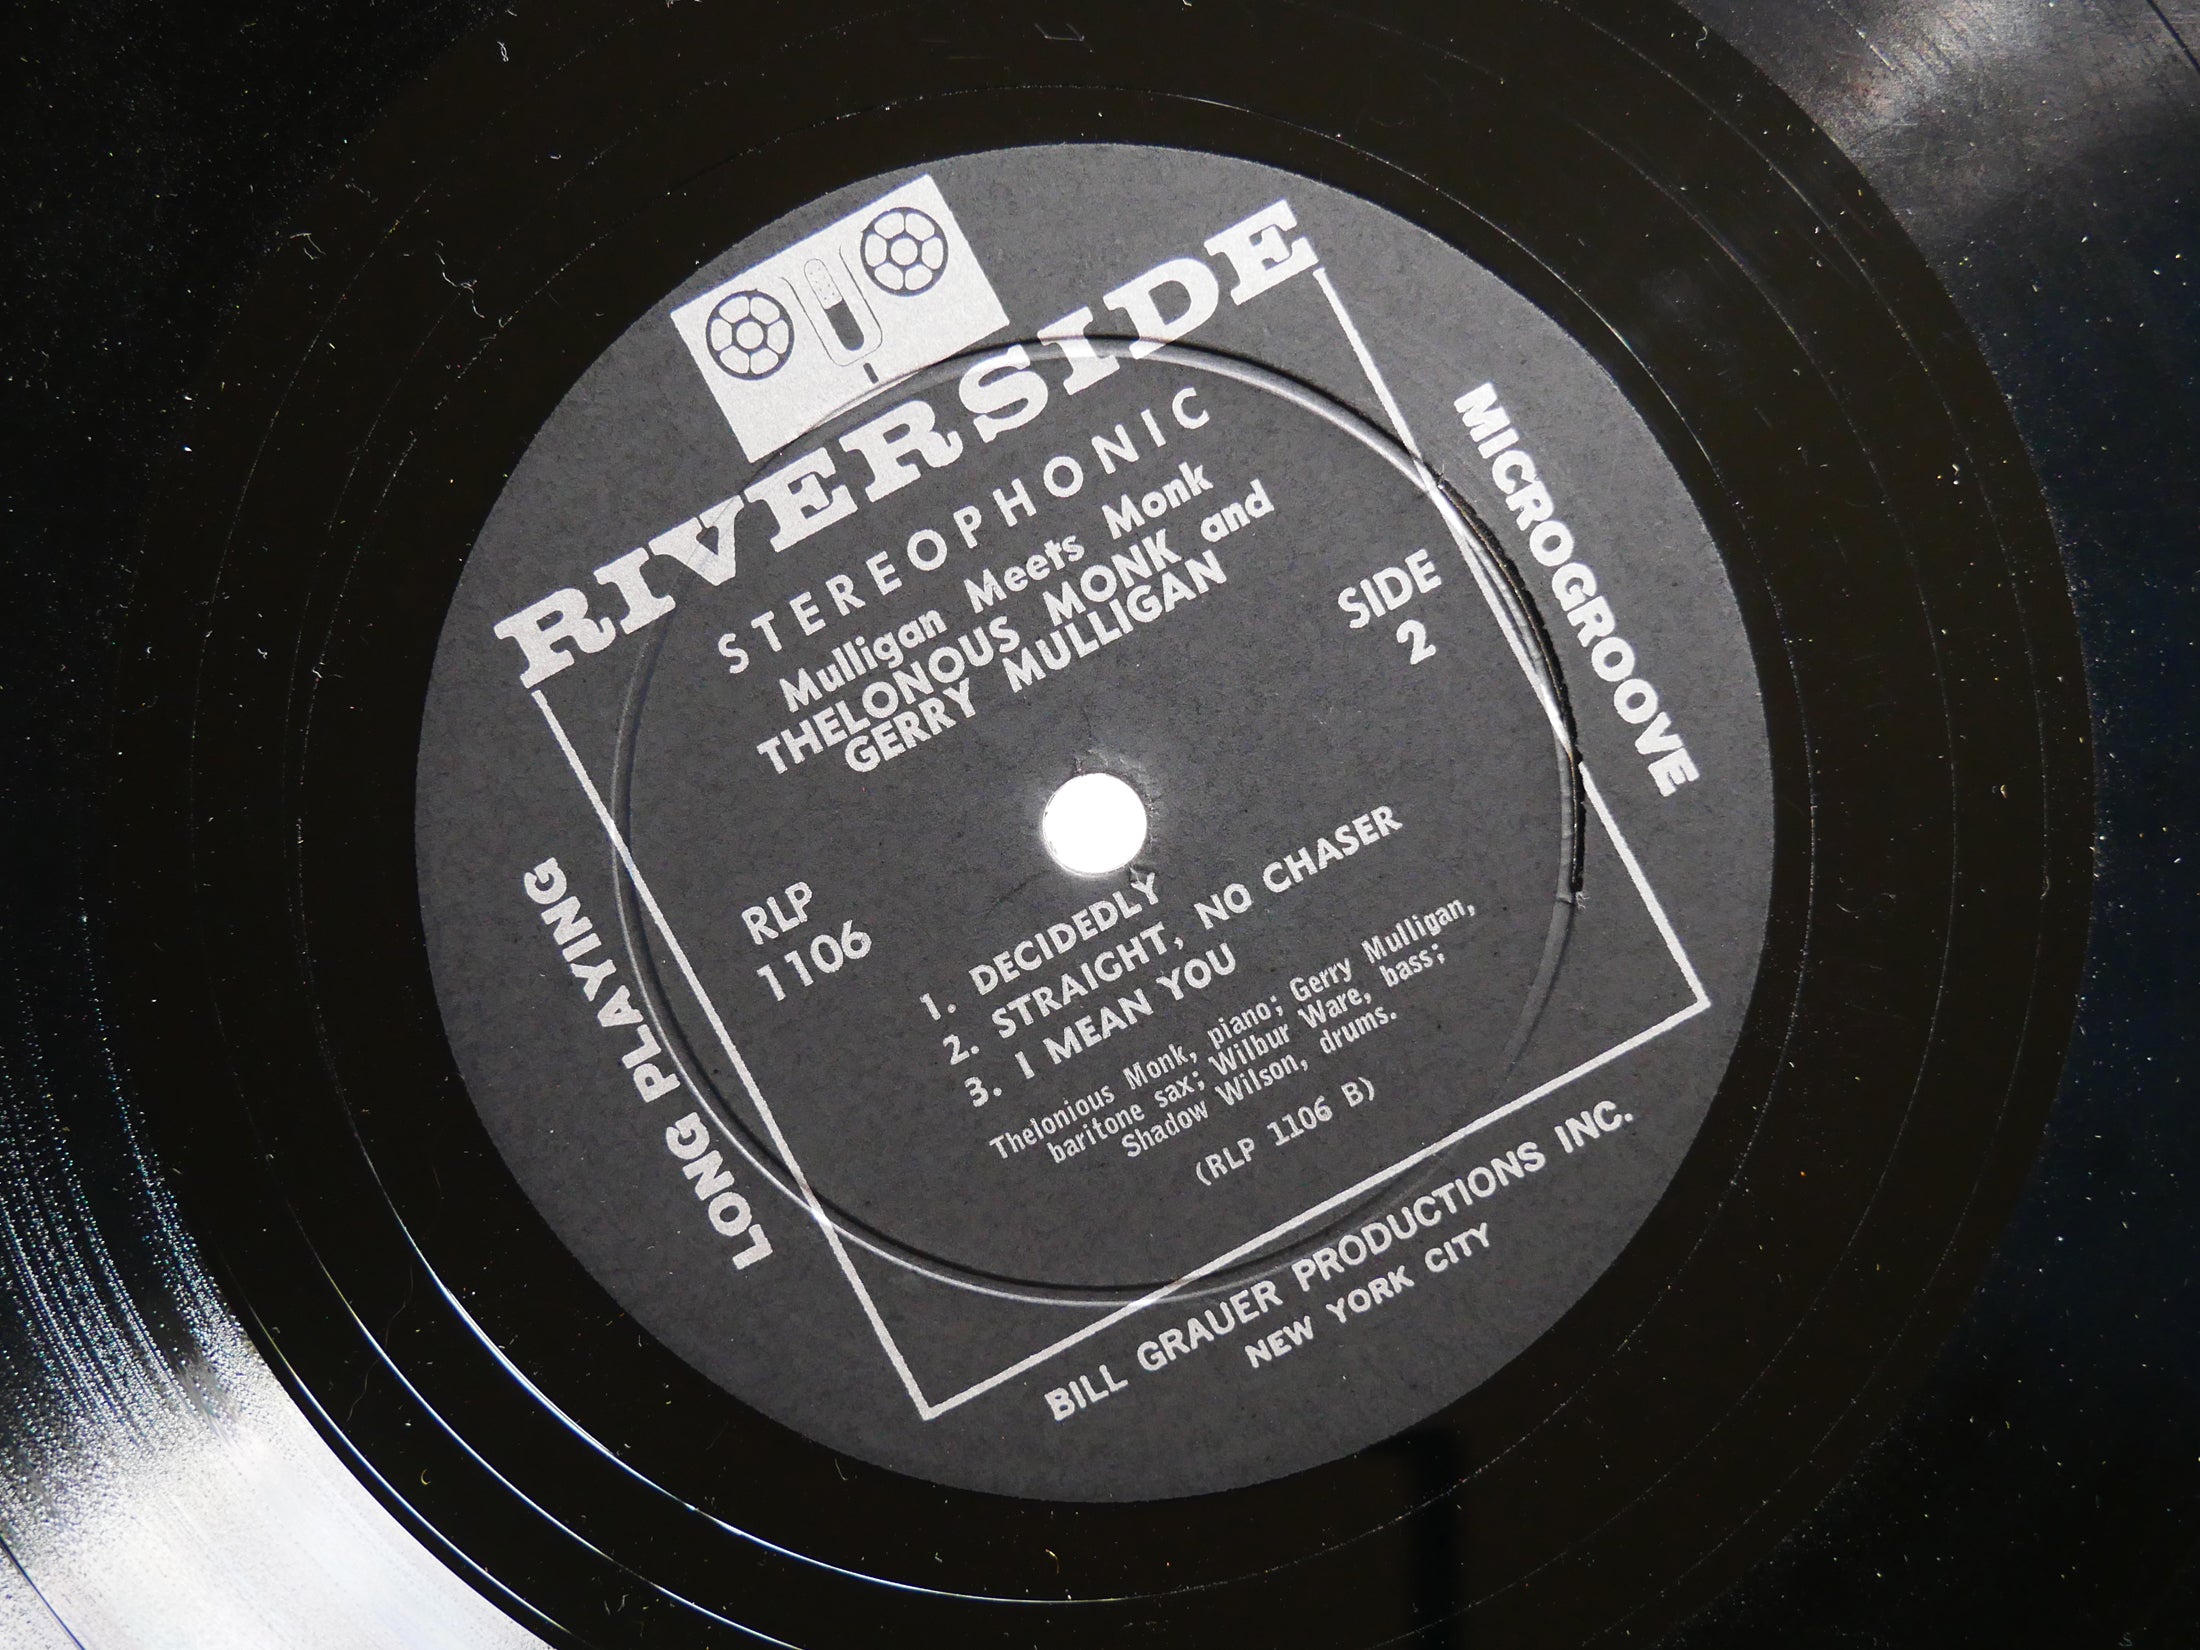 RIVERSIDE
STEREOPHONIC
Mulligan Meets Monk
THELONOUS MONK and
GERRY MULLIGAN
SIDE
2
MICROGROOVE
LONG PLAYING
RLP
1106
1. DECIDEDLY
2. STRAIGHT, NO CHASER
3. I MEAN YOU
Thelonious Monk, piano; Gerry Mulligan,
baritone sax; Wilbur Ware, bass;
Shadow Wilson, drums.
(RLP 1106 B)
BILL GRAUER PRODUCTIONS INC.
NEW YORK CITY